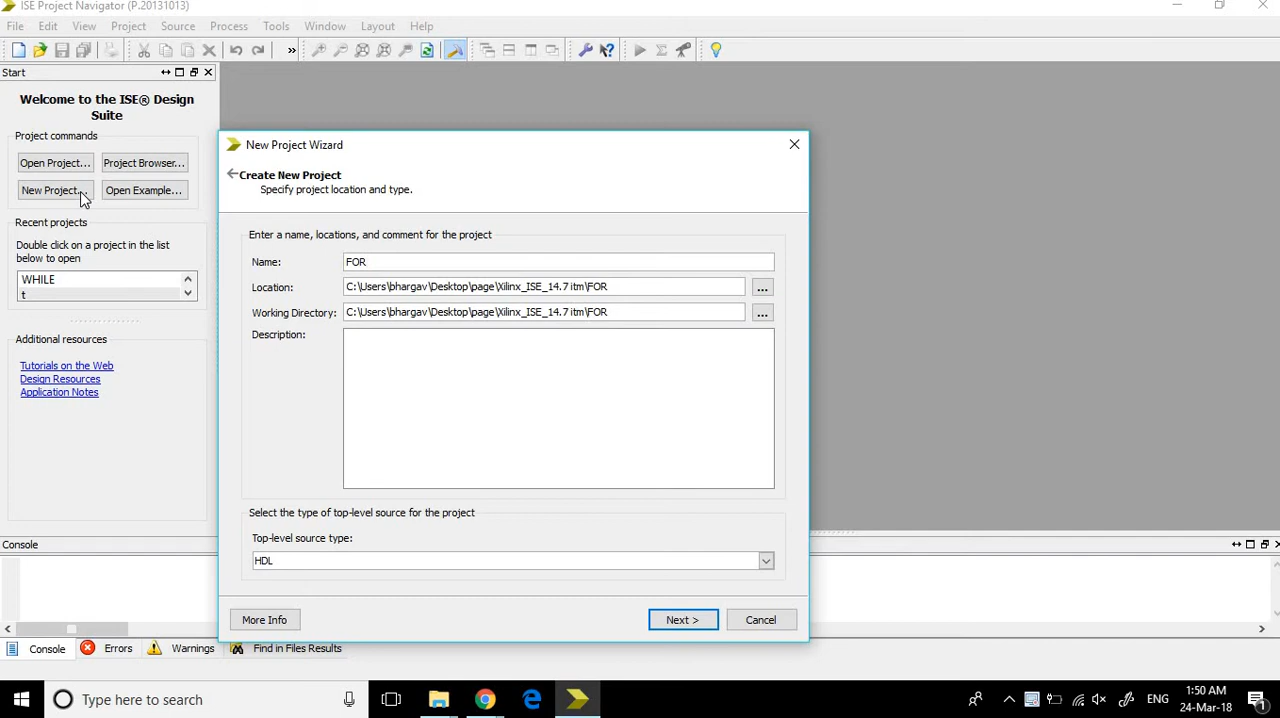 ISE Project Navigator (P.20131013)
File Edit View Project Source Process Tools Window Layout Help
»
Start
Welcome to the ISE® Design
Suite
Project commands
Open Project... Project Browser...
New Project... Open Example...
Recent projects
Double click on a project in the list
below to open
WHILE
t
Additional resources
Tutorials on the Web
Design Resources
Application Notes
New Project Wizard
Create New Project
Specify project location and type.
Enter a name, locations, and comment for the project
Name: FOR
Location: C:\Users\bhargav\Desktop\page\Xilinx_ISE_14.7 itm\FOR ...
Working Directory: C:\Users\bhargav\Desktop\page\Xilinx_ISE_14.7 itm\FOR ...
Description:
Select the type of top-level source for the project
Top-level source type:
HDL
More Info Next > Cancel
Console
Console Errors Warnings Find in Files Results
Type here to search
ENG
1:50 AM
24-Mar-18
1